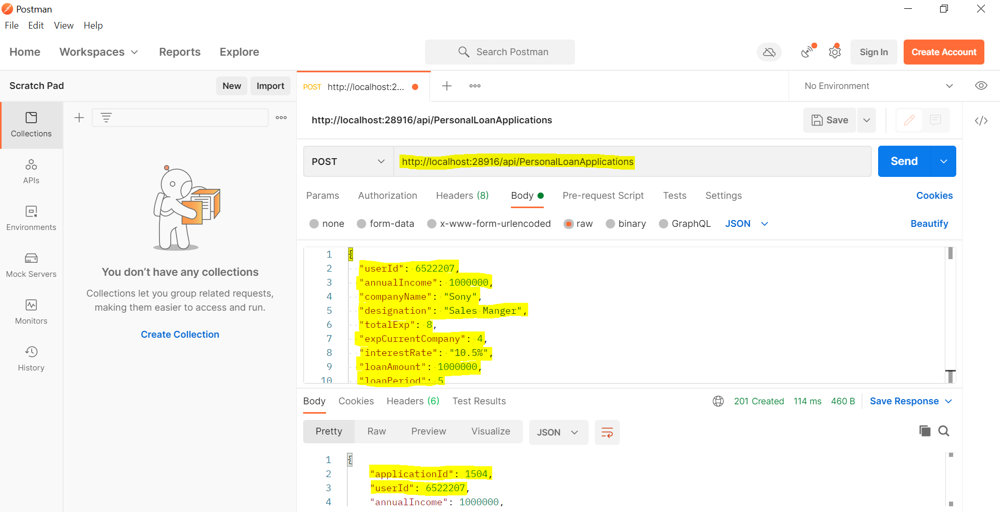 Postman
File Edit View Help
Home Workspaces Reports Explore Search Postman Sign In Create Account
Scratch Pad New Import
POST http://localhost:2... No Environment
Collections
APIs
Environments
Mock Servers
Monitors
History
You don't have any collections
Collections let you group related requests,
making them easier to access and run.
Create Collection
http://localhost:28916/api/PersonalLoanApplications Save
POST http://localhost:28916/api/PersonalLoanApplications Send
Params Authorization Headers (8) Body Pre-request Script Tests Settings Cookies
none form-data x-www-form-urlencoded raw binary GraphQL JSON Beautify
1 {
2 "userId": 6522207,
3 "annualIncome": 1000000,
4 "companyName": "Sony",
5 "designation": "Sales Manger",
6 "totalExp": 8,
7 "expCurrentCompany": 4,
8 "interestRate": "10.5%",
9 "loanAmount": 1000000,
10 "loanPeriod": 5
Body Cookies Headers (6) Test Results 201 Created 114 ms 460 B Save Response
Pretty Raw Preview Visualize JSON
1 {
2 "applicationId": 1504,
3 "userId": 6522207,
4 "annualIncome": 1000000,